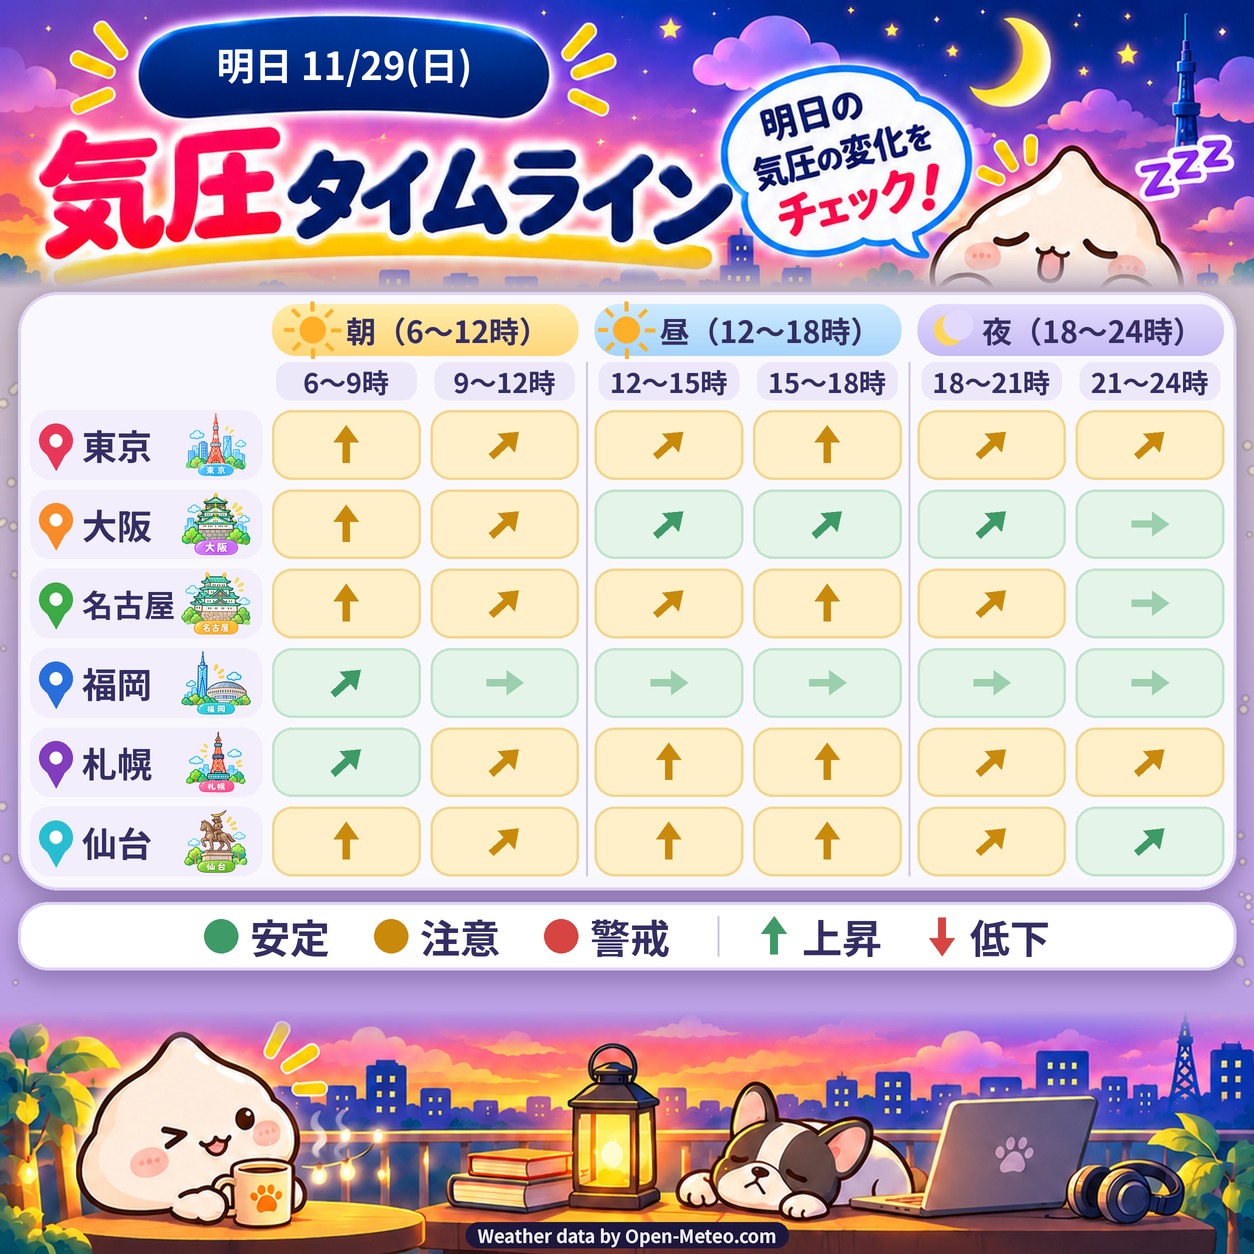 明日 11/29(日)
気圧タイムライン
明日の
気圧の変化を
チェック!
zzz
朝（6〜12時）
昼（12〜18時）
夜（18〜24時）
6〜9時
9〜12時
12〜15時
15〜18時
18〜21時
21〜24時
東京
東京
大阪
大阪
名古屋
名古屋
福岡
福岡
札幌
札幌
仙台
仙台
安定
注意
警戒
上昇
低下
Weather data by Open-Meteo.com